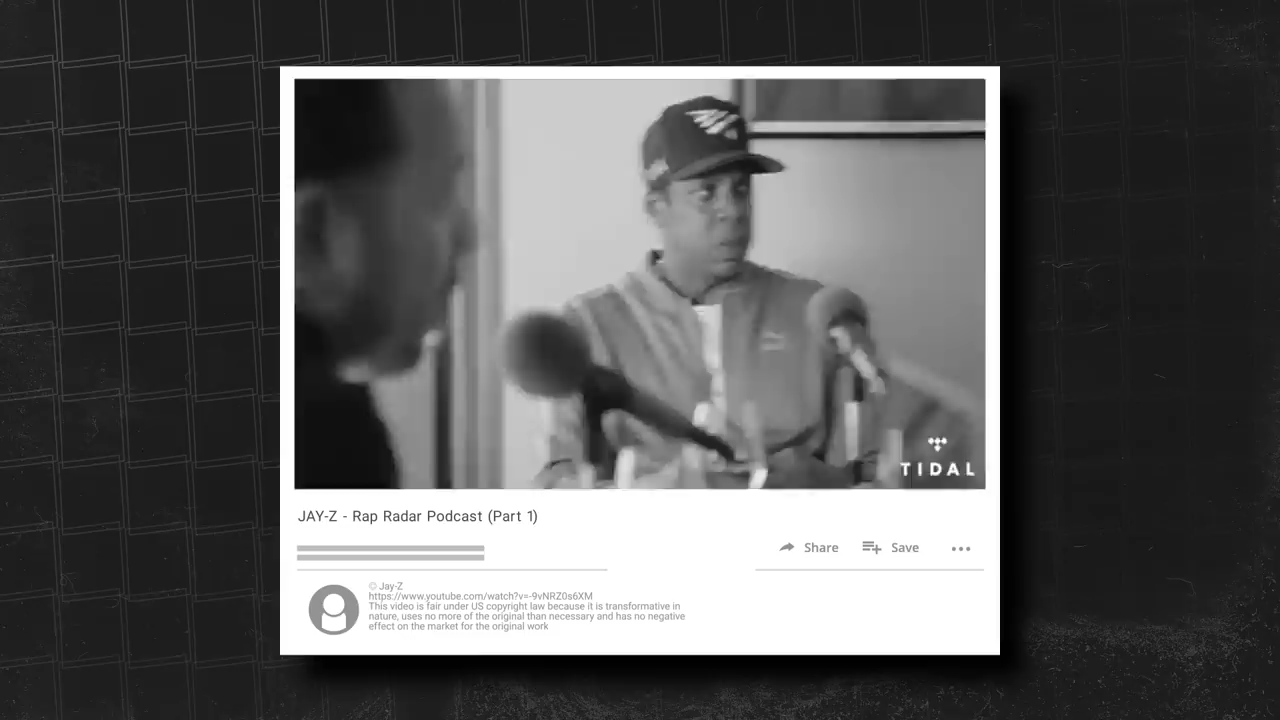 TIDAL
JAY-Z - Rap Radar Podcast (Part 1)
Share
Save
© Jay-Z
https://www.youtube.com/watch?v=-9vNRZ0s6XM
This video is fair under US copyright law because it is transformative in
nature, uses no more of the original than necessary and has no negative
effect on the market for the original work